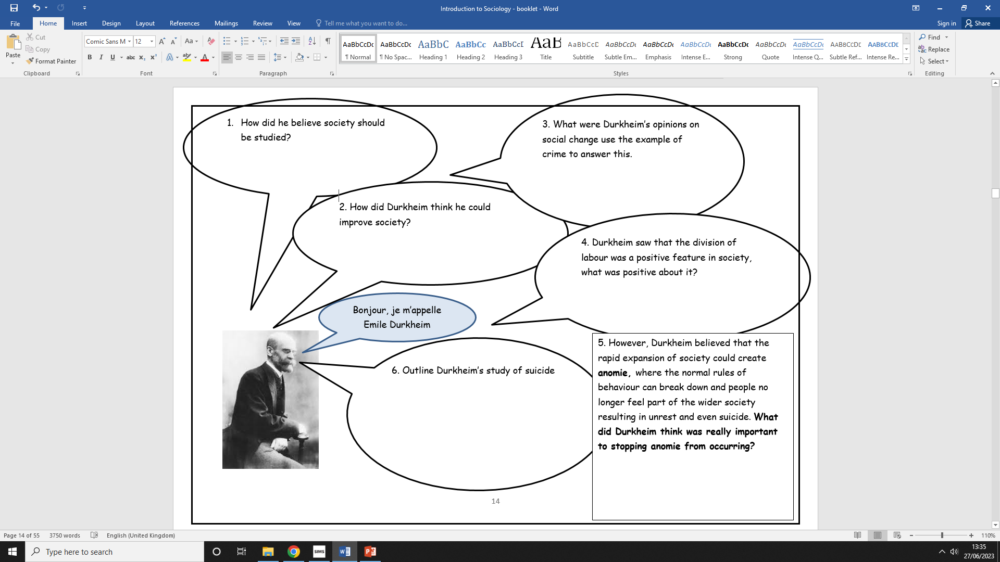 Introduction to Sociology - booklet - Word
File
Home
Insert
Design
Layout
References
Mailings
Review
View
Tell me what you want to do...
Sign in
Share
Paste
Cut
Copy
Format Painter
Clipboard
Comic Sans M
12
Font
Paragraph
AaBbCcDc
¶ Normal
AaBbCcDc
¶ No Spac...
AaBbC
Heading 1
AaBbCc
Heading 2
AaBbCcD
Heading 3
AaB
Title
AaBbCcD
Subtitle
AaBbCcDc
Subtle Em...
AaBbCcDc
Emphasis
AaBbCcDc
Intense E...
AaBbCcDc
Strong
AaBbCcDc
Quote
AaBbCcDc
Intense Q...
AABBCCDE
Subtle Ref...
AABBCCDE
Intense Re...
Styles
Find
Replace
Select
Editing
1. How did he believe society should
be studied?
3. What were Durkheim's opinions on
social change use the example of
crime to answer this.
2. How did Durkheim think he could
improve society?
4. Durkheim saw that the division of
labour was a positive feature in society,
what was positive about it?
Bonjour, je m'appelle
Emile Durkheim
5. However, Durkheim believed that the
rapid expansion of society could create
anomie, where the normal rules of
behaviour can break down and people no
longer feel part of the wider society
resulting in unrest and even suicide. What
did Durkheim think was really important
to stopping anomie from occurring?
6. Outline Durkheim's study of suicide
14
Page 14 of 55
3750 words
English (United Kingdom)
110%
Type here to search
SIMS
13:35
27/06/2023